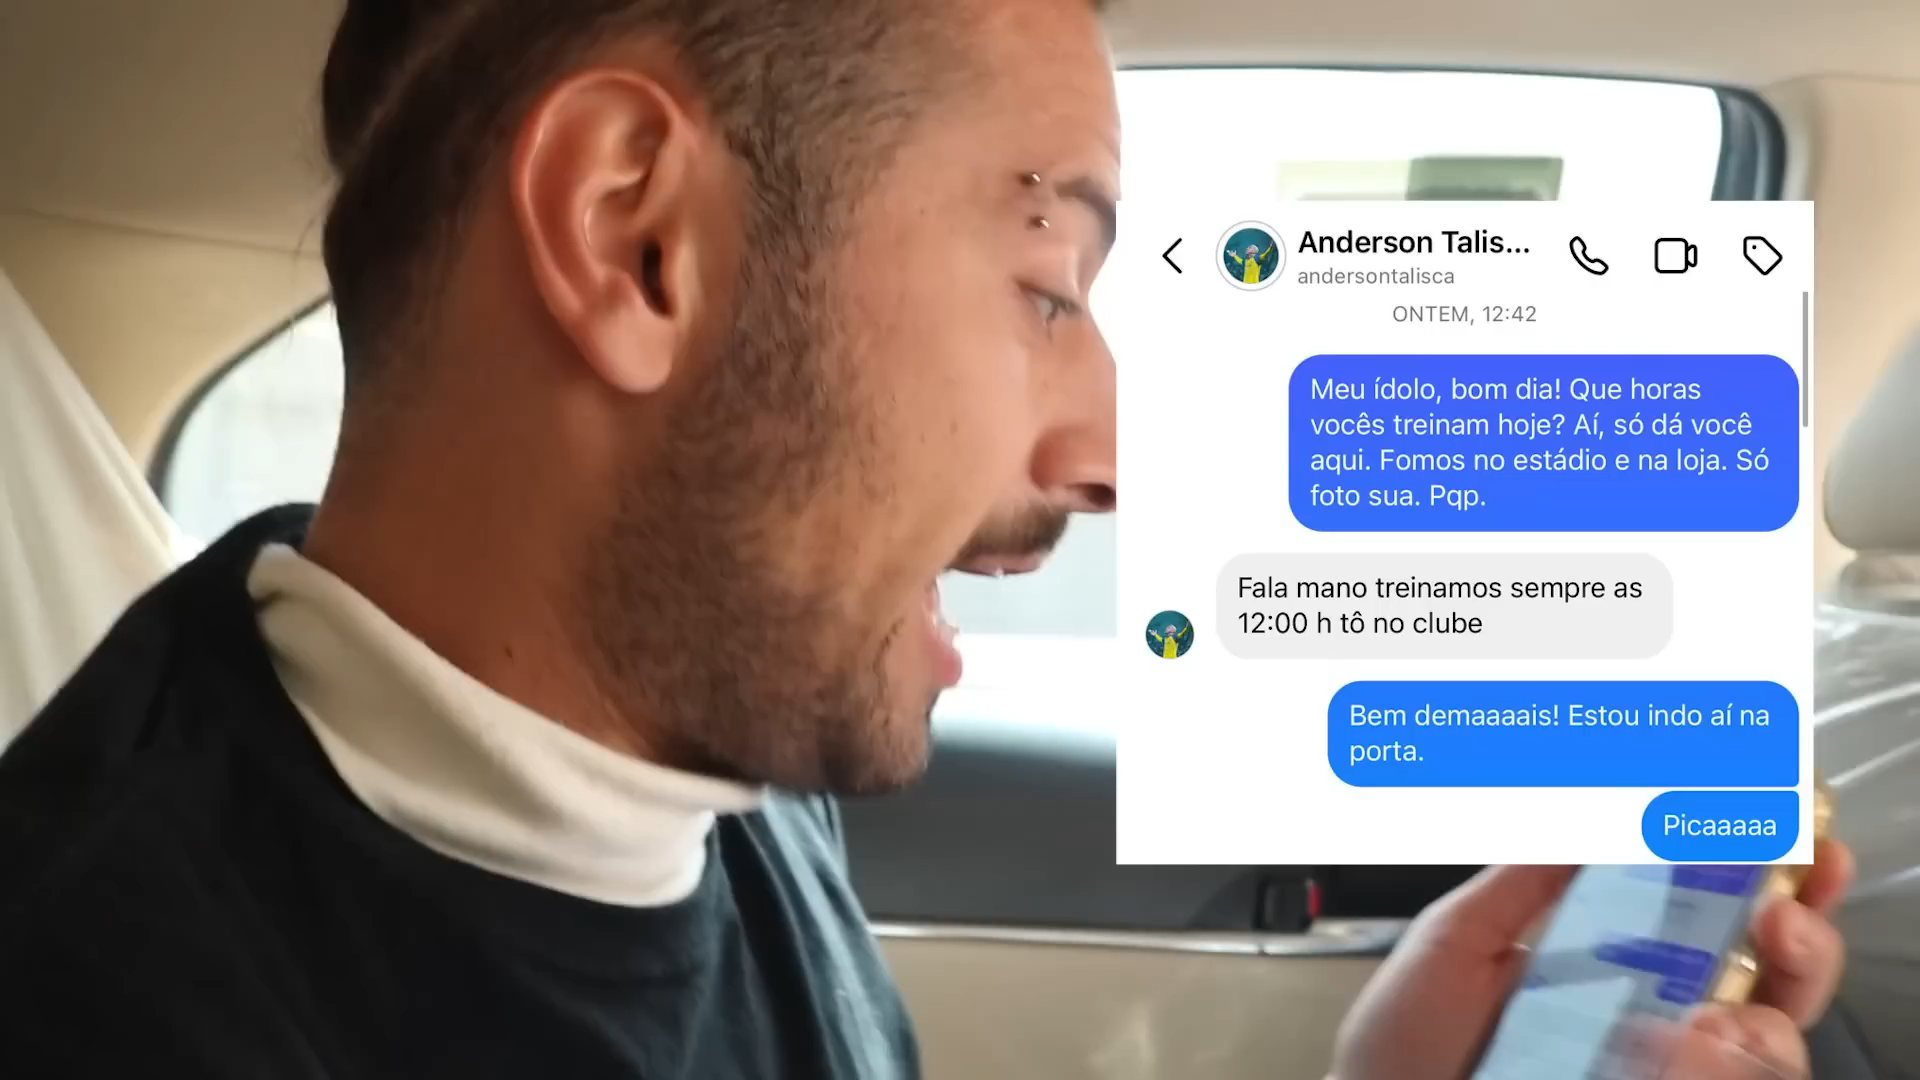 Anderson Talis...
andersontalisca
ONTEM, 12:42
Meu ídolo, bom dia! Que horas
vocês treinam hoje? Aí, só dá você
aqui. Fomos no estádio e na loja. Só
foto sua. Pqp.
Fala mano treinamos sempre as
12:00 h tô no clube
Bem demaaaais! Estou indo aí na
porta.
Picaaaaa